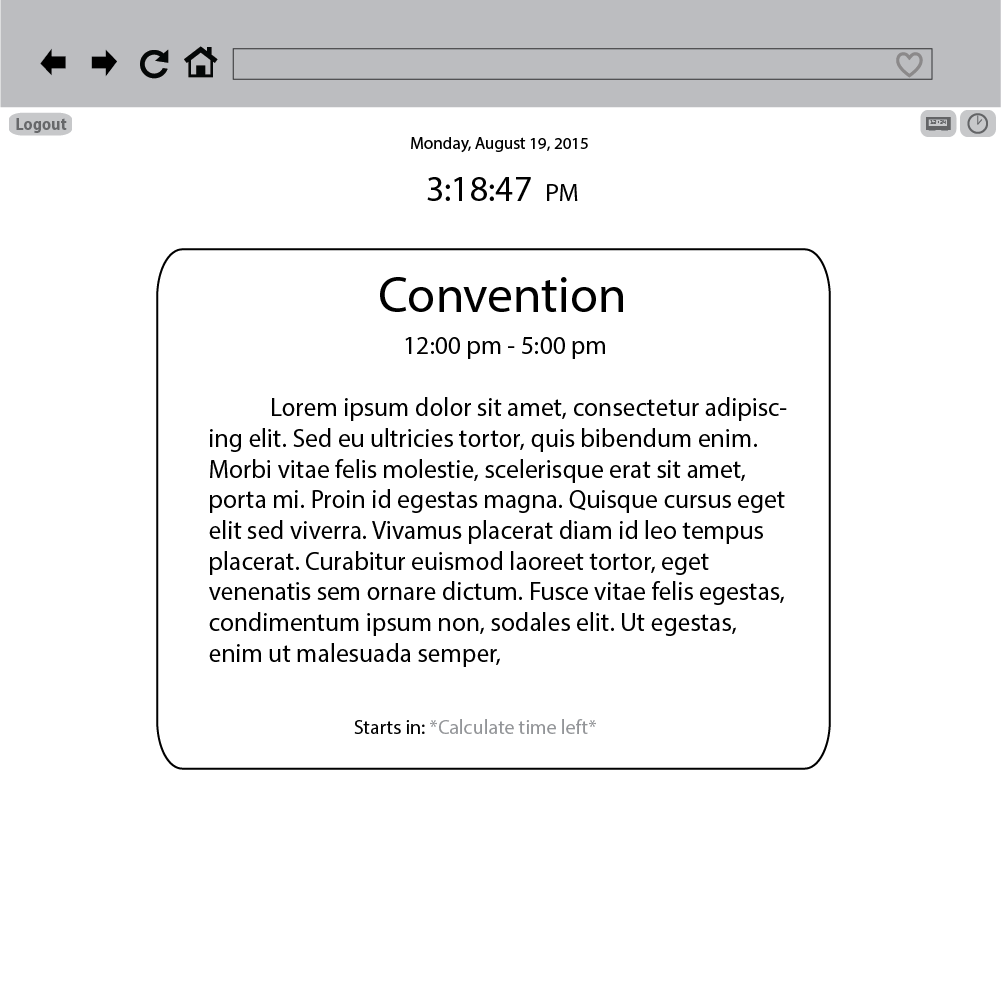 Logout
Monday, August 19, 2015
3:18:47 PM
Convention
12:00 pm - 5:00 pm
Lorem ipsum dolor sit amet, consectetur adipisc-
ing elit. Sed eu ultricies tortor, quis bibendum enim.
Morbi vitae felis molestie, scelerisque erat sit amet,
porta mi. Proin id egestas magna. Quisque cursus eget
elit sed viverra. Vivamus placerat diam id leo tempus
placerat. Curabitur euismod laoreet tortor, eget
venenatis sem ornare dictum. Fusce vitae felis egestas,
condimentum ipsum non, sodales elit. Ut egestas,
enim ut malesuada semper,
Starts in: *Calculate time left*